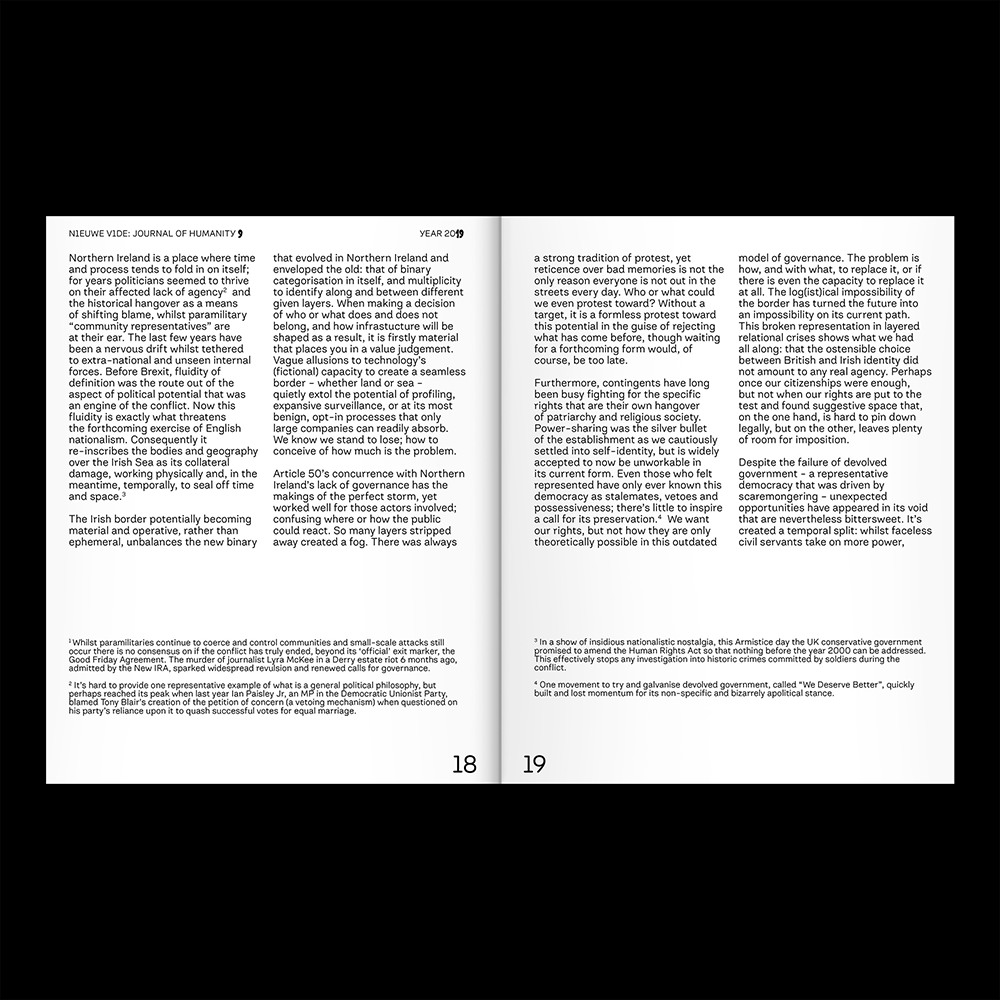 NIEUWE VIDE: JOURNAL OF HUMANITY 9
YEAR 2019
Northern Ireland is a place where time
and process tends to fold in on itself;
for years politicians seemed to thrive
on their affected lack of agency² and
the historical hangover as a means
of shifting blame, whilst paramilitary
“community representatives” are
at their ear. The last few years have
been a nervous drift whilst tethered
to extra-national and unseen internal
forces. Before Brexit, fluidity of
definition was the route out of the
aspect of political potential that was
an engine of the conflict. Now this
fluidity is exactly what threatens
the forthcoming exercise of English
nationalism. Consequently it
re-inscribes the bodies and geography
over the Irish Sea as its collateral
damage, working physically and, in the
meantime, temporally, to seal off time
and space.³
The Irish border potentially becoming
material and operative, rather than
ephemeral, unbalances the new binary
that evolved in Northern Ireland and
enveloped the old: that of binary
categorisation in itself, and multiplicity
to identify along and between different
given layers. When making a decision
of who or what does and does not
belong, and how infrastucture will be
shaped as a result, it is firstly material
that places you in a value judgement.
Vague allusions to technology’s
(fictional) capacity to create a seamless
border – whether land or sea –
quietly extol the potential of profiling,
expansive surveillance, or at its most
benign, opt-in processes that only
large companies can readily absorb.
We know we stand to lose; how to
conceive of how much is the problem.
Article 50’s concurrence with Northern
Ireland’s lack of governance has the
makings of the perfect storm, yet
worked well for those actors involved;
confusing where or how the public
could react. So many layers stripped
away created a fog. There was always
¹ Whilst paramilitaries continue to coerce and control communities and small-scale attacks still
occur there is no consensus on if the conflict has truly ended, beyond its ‘official’ exit marker, the
Good Friday Agreement. The murder of journalist Lyra McKee in a Derry estate riot 6 months ago,
admitted by the New IRA, sparked widespread revulsion and renewed calls for governance.
² It’s hard to provide one representative example of what is a general political philosophy, but
perhaps reached its peak when last year Ian Paisley Jr, an MP in the Democratic Unionist Party,
blamed Tony Blair’s creation of the petition of concern (a vetoing mechanism) when questioned on
his party’s reliance upon it to quash successful votes for equal marriage.
18
a strong tradition of protest, yet
reticence over bad memories is not the
only reason everyone is not out in the
streets every day. Who or what could
we even protest toward? Without a
target, it is a formless protest toward
this potential in the guise of rejecting
what has come before, though waiting
for a forthcoming form would, of
course, be too late.
Furthermore, contingents have long
been busy fighting for the specific
rights that are their own hangover
of patriarchy and religious society.
Power-sharing was the silver bullet
of the establishment as we cautiously
settled into self-identity, but is widely
accepted to now be unworkable in
its current form. Even those who felt
represented have only ever known this
democracy as stalemates, vetoes and
possessiveness; there’s little to inspire
a call for its preservation.⁴ We want
our rights, but not how they are only
theoretically possible in this outdated
model of governance. The problem is
how, and with what, to replace it, or if
there is even the capacity to replace it
at all. The log(ist)ical impossibility of
the border has turned the future into
an impossibility on its current path.
This broken representation in layered
relational crises shows what we had
all along: that the ostensible choice
between British and Irish identity did
not amount to any real agency. Perhaps
once our citizenships were enough,
but not when our rights are put to the
test and found suggestive space that,
on the one hand, is hard to pin down
legally, but on the other, leaves plenty
of room for imposition.
Despite the failure of devolved
government – a representative
democracy that was driven by
scaremongering – unexpected
opportunities have appeared in its void
that are nevertheless bittersweet. It’s
created a temporal split: whilst faceless
civil servants take on more power,
³ In a show of insidious nationalistic nostalgia, this Armistice day the UK conservative government
promised to amend the Human Rights Act so that nothing before the year 2000 can be addressed.
This effectively stops any investigation into historic crimes committed by soldiers during the
conflict.
⁴ One movement to try and galvanise devolved government, called “We Deserve Better”, quickly
built and lost momentum for its non-specific and bizarrely apolitical stance.
19